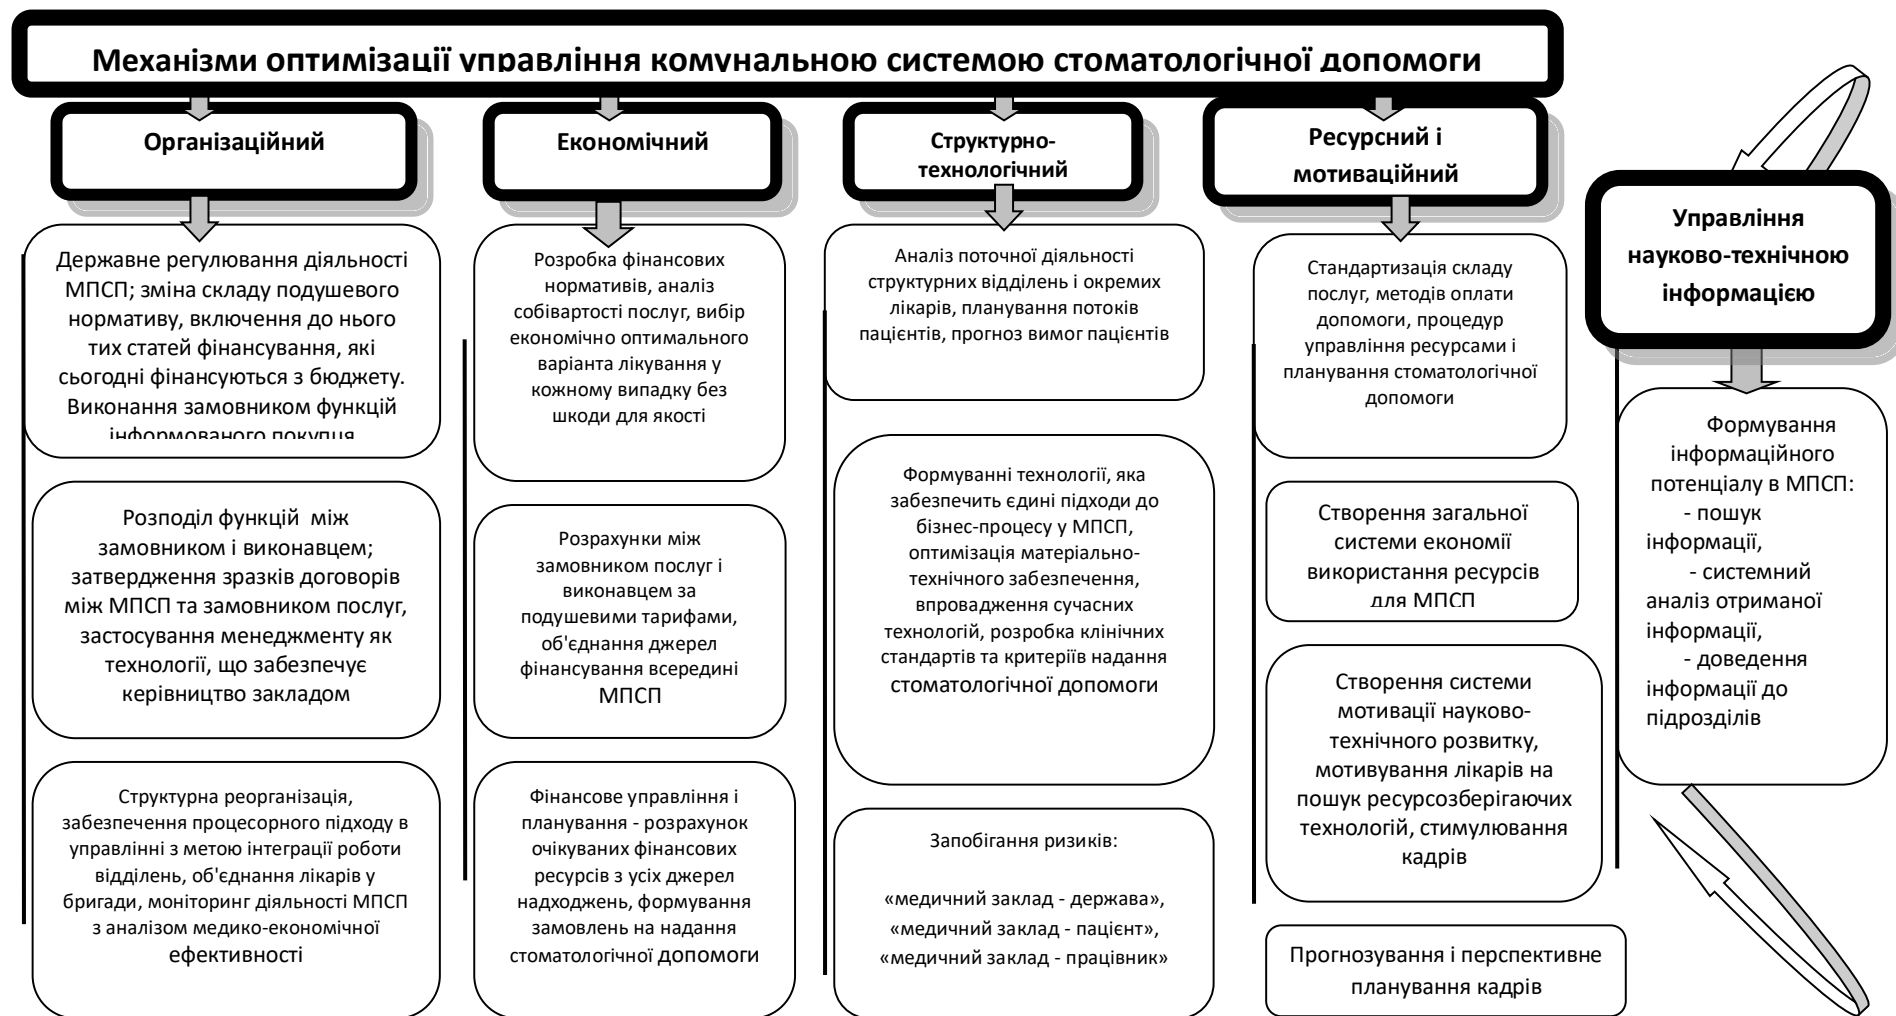 Механізми оптимізації управління комунальною системою стоматологічної допомоги
Організаційний
Державне регулювання діяльності
МПСП; зміна складу подушевого
нормативу, включення до нього
тих статей фінансування, які
сьогодні фінансуються з бюджету.
Виконання замовником функцій
інформованого покупця
Розподіл функцій між
замовником і виконавцем;
затвердження зразків договорів
між МПСП та замовником послуг,
застосування менеджменту як
технології, що забезпечує
керівництво закладом
Структурна реорганізація,
забезпечення процесорного підходу в
управлінні з метою інтеграції роботи
відділень, об'єднання лікарів у
бригади, моніторинг діяльності МПСП
з аналізом медико-економічної
ефективності
Економічний
Розробка фінансових
нормативів, аналіз
собівартості послуг, вибір
економічно оптимального
варіанта лікування у
кожному випадку без
шкоди для якості
Розрахунки між
замовником послуг і
виконавцем за
подушевими тарифами,
об'єднання джерел
фінансування всередині
МПСП
Фінансове управління і
планування - розрахунок
очікуваних фінансових
ресурсів з усіх джерел
надходжень, формування
замовлень на надання
стоматологічної допомоги
Структурно-
технологічний
Аналіз поточної діяльності
структурних відділень і окремих
лікарів, планування потоків
пацієнтів, прогноз вимог пацієнтів
Формуванні технології, яка
забезпечить єдині підходи до
бізнес-процесу у МПСП,
оптимізація матеріально-
технічного забезпечення,
впровадження сучасних
технологій, розробка клінічних
стандартів та критеріїв надання
стоматологічної допомоги
Запобігання ризиків:
«медичний заклад - держава»,
«медичний заклад - пацієнт»,
«медичний заклад - працівник»
Ресурсний і
мотиваційний
Стандартизація складу
послуг, методів оплати
допомоги, процедур
управління ресурсами і
планування стоматологічної
допомоги
Створення загальної
системи економії
використання ресурсів
для МПСП
Створення системи
мотивації науково-
технічного розвитку,
мотивування лікарів на
пошук ресурсозберігаючих
технологій, стимулювання
кадрів
Прогнозування і перспективне
планування кадрів
Управління
науково-технічною
інформацією
Формування
інформаційного
потенціалу в МПСП:
- пошук
інформації,
- системний
аналіз отриманої
інформації,
- доведення
інформації до
підрозділів